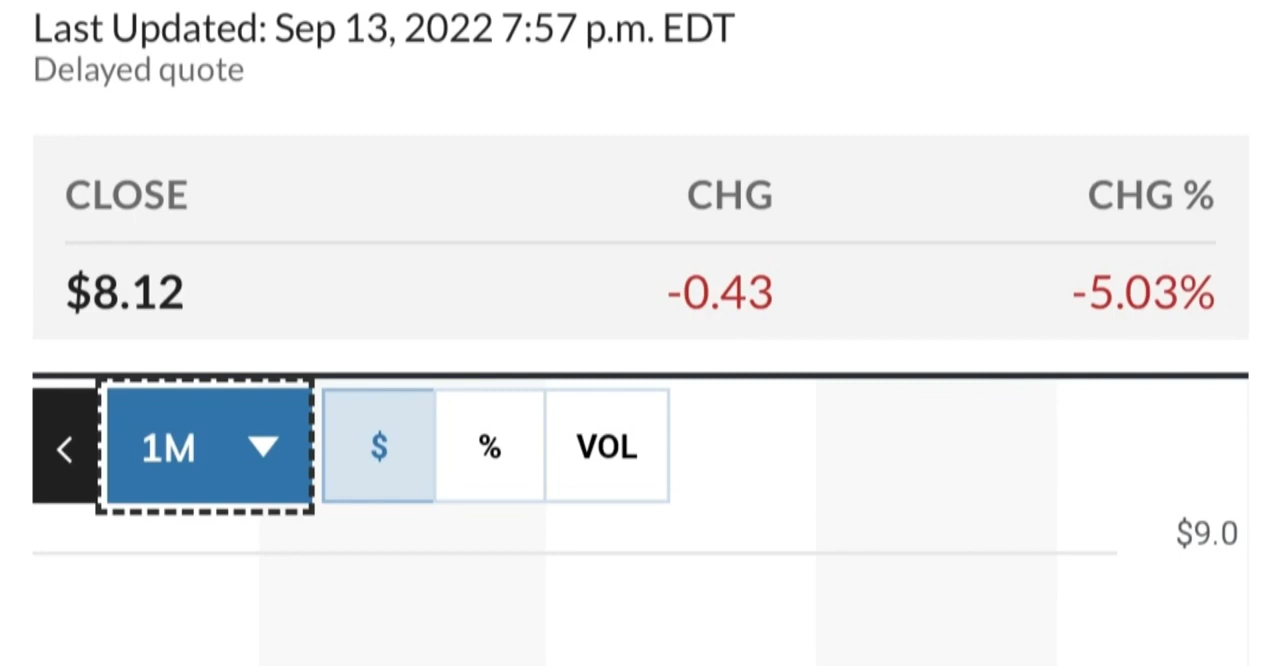 Last Updated: Sep 13, 2022 7:57 p.m. EDT
Delayed quote
CLOSE CHG CHG %
$8.12 -0.43 -5.03%
1M $ % VOL
$9.0